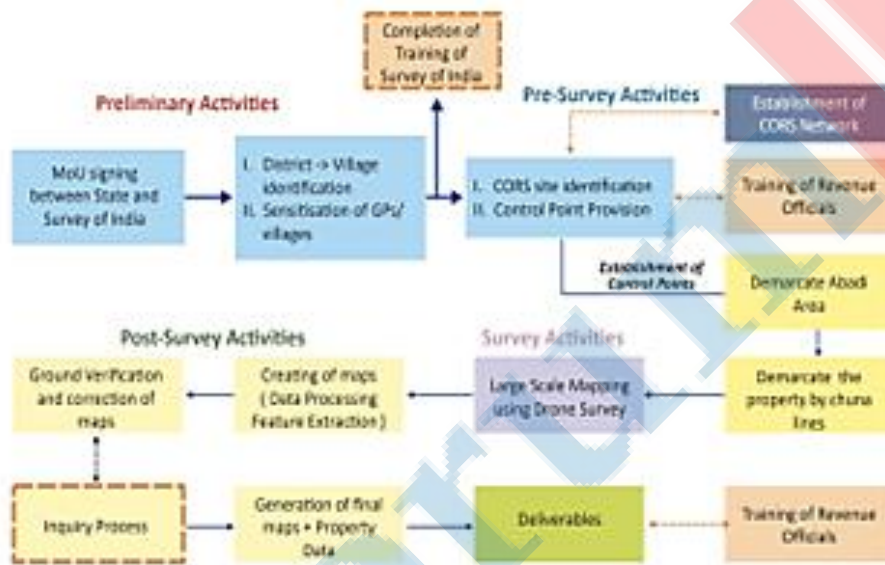 Completion of
Training of
Survey of India
Preliminary Activities
Pre-Survey Activities
Establishment of
CORS Network
MoU signing
between State and
Survey of India
I. District -> Village
identification
II. Sensitisation of GPs/
villages
I. CORS site identification
II. Control Point Provision
Training of Revenue
Officials
Establishment of
Control Points
Demarcate Abadi
Area
Post-Survey Activities
Survey Activities
Ground Verification
and correction of
maps
Creating of maps
( Data Processing
Feature Extraction )
Large Scale Mapping
using Drone Survey
Demarcate the
property by chuna
lines
Inquiry Process
Generation of final
maps + Property
Data
Deliverables
Training of Revenue
Officials